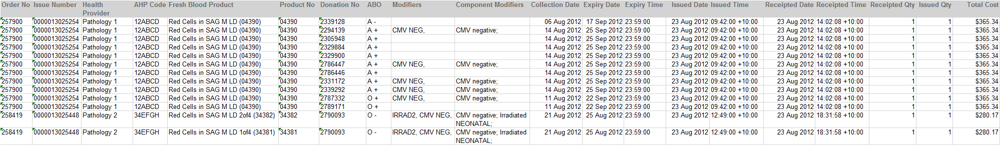 Order No Issue Number Health Provider AHP Code Fresh Blood Product Product No Donation No ABO Modifiers Component Modifiers Collection Date Expiry Date Expiry Time Issued Date Issued Time Receipted Date Receipted Time Receipted Qty Issued Qty Total Cost
257900 0000013025254 Pathology 1 12ABCD Red Cells in SAG M LD (04390) 04390 2339128 A - 06 Aug 2012 17 Sep 2012 23:59:00 23 Aug 2012 09:42:00 +10:00 23 Aug 2012 14:02:08 +10:00 1 1 $365.34
257900 0000013025254 Pathology 1 12ABCD Red Cells in SAG M LD (04390) 04390 2294139 A + CMV NEG, CMV negative; 14 Aug 2012 25 Sep 2012 23:59:00 23 Aug 2012 09:42:00 +10:00 23 Aug 2012 14:02:08 +10:00 1 1 $365.34
257900 0000013025254 Pathology 1 12ABCD Red Cells in SAG M LD (04390) 04390 2305948 A + 14 Aug 2012 25 Sep 2012 23:59:00 23 Aug 2012 09:42:00 +10:00 23 Aug 2012 14:02:08 +10:00 1 1 $365.34
257900 0000013025254 Pathology 1 12ABCD Red Cells in SAG M LD (04390) 04390 2329884 A + 14 Aug 2012 25 Sep 2012 23:59:00 23 Aug 2012 09:42:00 +10:00 23 Aug 2012 14:02:08 +10:00 1 1 $365.34
257900 0000013025254 Pathology 1 12ABCD Red Cells in SAG M LD (04390) 04390 2329900 A + 14 Aug 2012 25 Sep 2012 23:59:00 23 Aug 2012 09:42:00 +10:00 23 Aug 2012 14:02:08 +10:00 1 1 $365.34
257900 0000013025254 Pathology 1 12ABCD Red Cells in SAG M LD (04390) 04390 2786447 A + CMV NEG, CMV negative; 14 Aug 2012 25 Sep 2012 23:59:00 23 Aug 2012 09:42:00 +10:00 23 Aug 2012 14:02:08 +10:00 1 1 $365.34
257900 0000013025254 Pathology 1 12ABCD Red Cells in SAG M LD (04390) 04390 2786446 A + 14 Aug 2012 25 Sep 2012 23:59:00 23 Aug 2012 09:42:00 +10:00 23 Aug 2012 14:02:08 +10:00 1 1 $365.34
257900 0000013025254 Pathology 1 12ABCD Red Cells in SAG M LD (04390) 04390 2331172 A + CMV NEG, CMV negative; 14 Aug 2012 25 Sep 2012 23:59:00 23 Aug 2012 09:42:00 +10:00 23 Aug 2012 14:02:08 +10:00 1 1 $365.34
257900 0000013025254 Pathology 1 12ABCD Red Cells in SAG M LD (04390) 04390 2339292 A + CMV NEG, CMV negative; 14 Aug 2012 25 Sep 2012 23:59:00 23 Aug 2012 09:42:00 +10:00 23 Aug 2012 14:02:08 +10:00 1 1 $365.34
257900 0000013025254 Pathology 1 12ABCD Red Cells in SAG M LD (04390) 04390 2787332 O + CMV NEG, CMV negative; 11 Aug 2012 22 Sep 2012 23:59:00 23 Aug 2012 09:42:00 +10:00 23 Aug 2012 14:02:08 +10:00 1 1 $365.34
257900 0000013025254 Pathology 1 12ABCD Red Cells in SAG M LD (04390) 04390 2789171 O + 11 Aug 2012 22 Sep 2012 23:59:00 23 Aug 2012 09:42:00 +10:00 23 Aug 2012 14:02:08 +10:00 1 1 $365.34
258419 0000013025448 Pathology 2 34EFGH Red Cells in SAG M LD 2of4 (34382) 34382 2790093 O - IRRAD2, CMV NEG, CMV negative; Irradiated NEONATAL; 21 Aug 2012 25 Aug 2012 23:59:00 23 Aug 2012 12:49:00 +10:00 23 Aug 2012 18:31:58 +10:00 1 1 $280.17
258419 0000013025448 Pathology 2 34EFGH Red Cells in SAG M LD 1of4 (34381) 34381 2790093 O - IRRAD2, CMV NEG, CMV negative; Irradiated NEONATAL; 21 Aug 2012 25 Aug 2012 23:59:00 23 Aug 2012 12:49:00 +10:00 23 Aug 2012 18:31:58 +10:00 1 1 $280.17